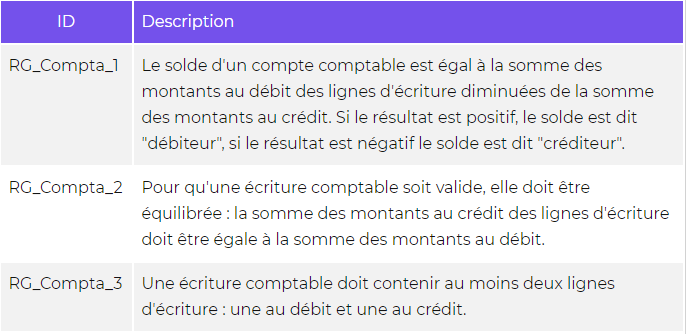 ID Description
RG_Compta_1 Le solde d'un compte comptable est égal à la somme des
montants au débit des lignes d'écriture diminuées de la somme
des montants au crédit. Si le résultat est positif, le solde est dit
"débiteur", si le résultat est négatif le solde est dit "créditeur".
RG_Compta_2 Pour qu'une écriture comptable soit valide, elle doit être
équilibrée : la somme des montants au crédit des lignes d'écriture
doit être égale à la somme des montants au débit.
RG_Compta_3 Une écriture comptable doit contenir au moins deux lignes
d'écriture : une au débit et une au crédit.